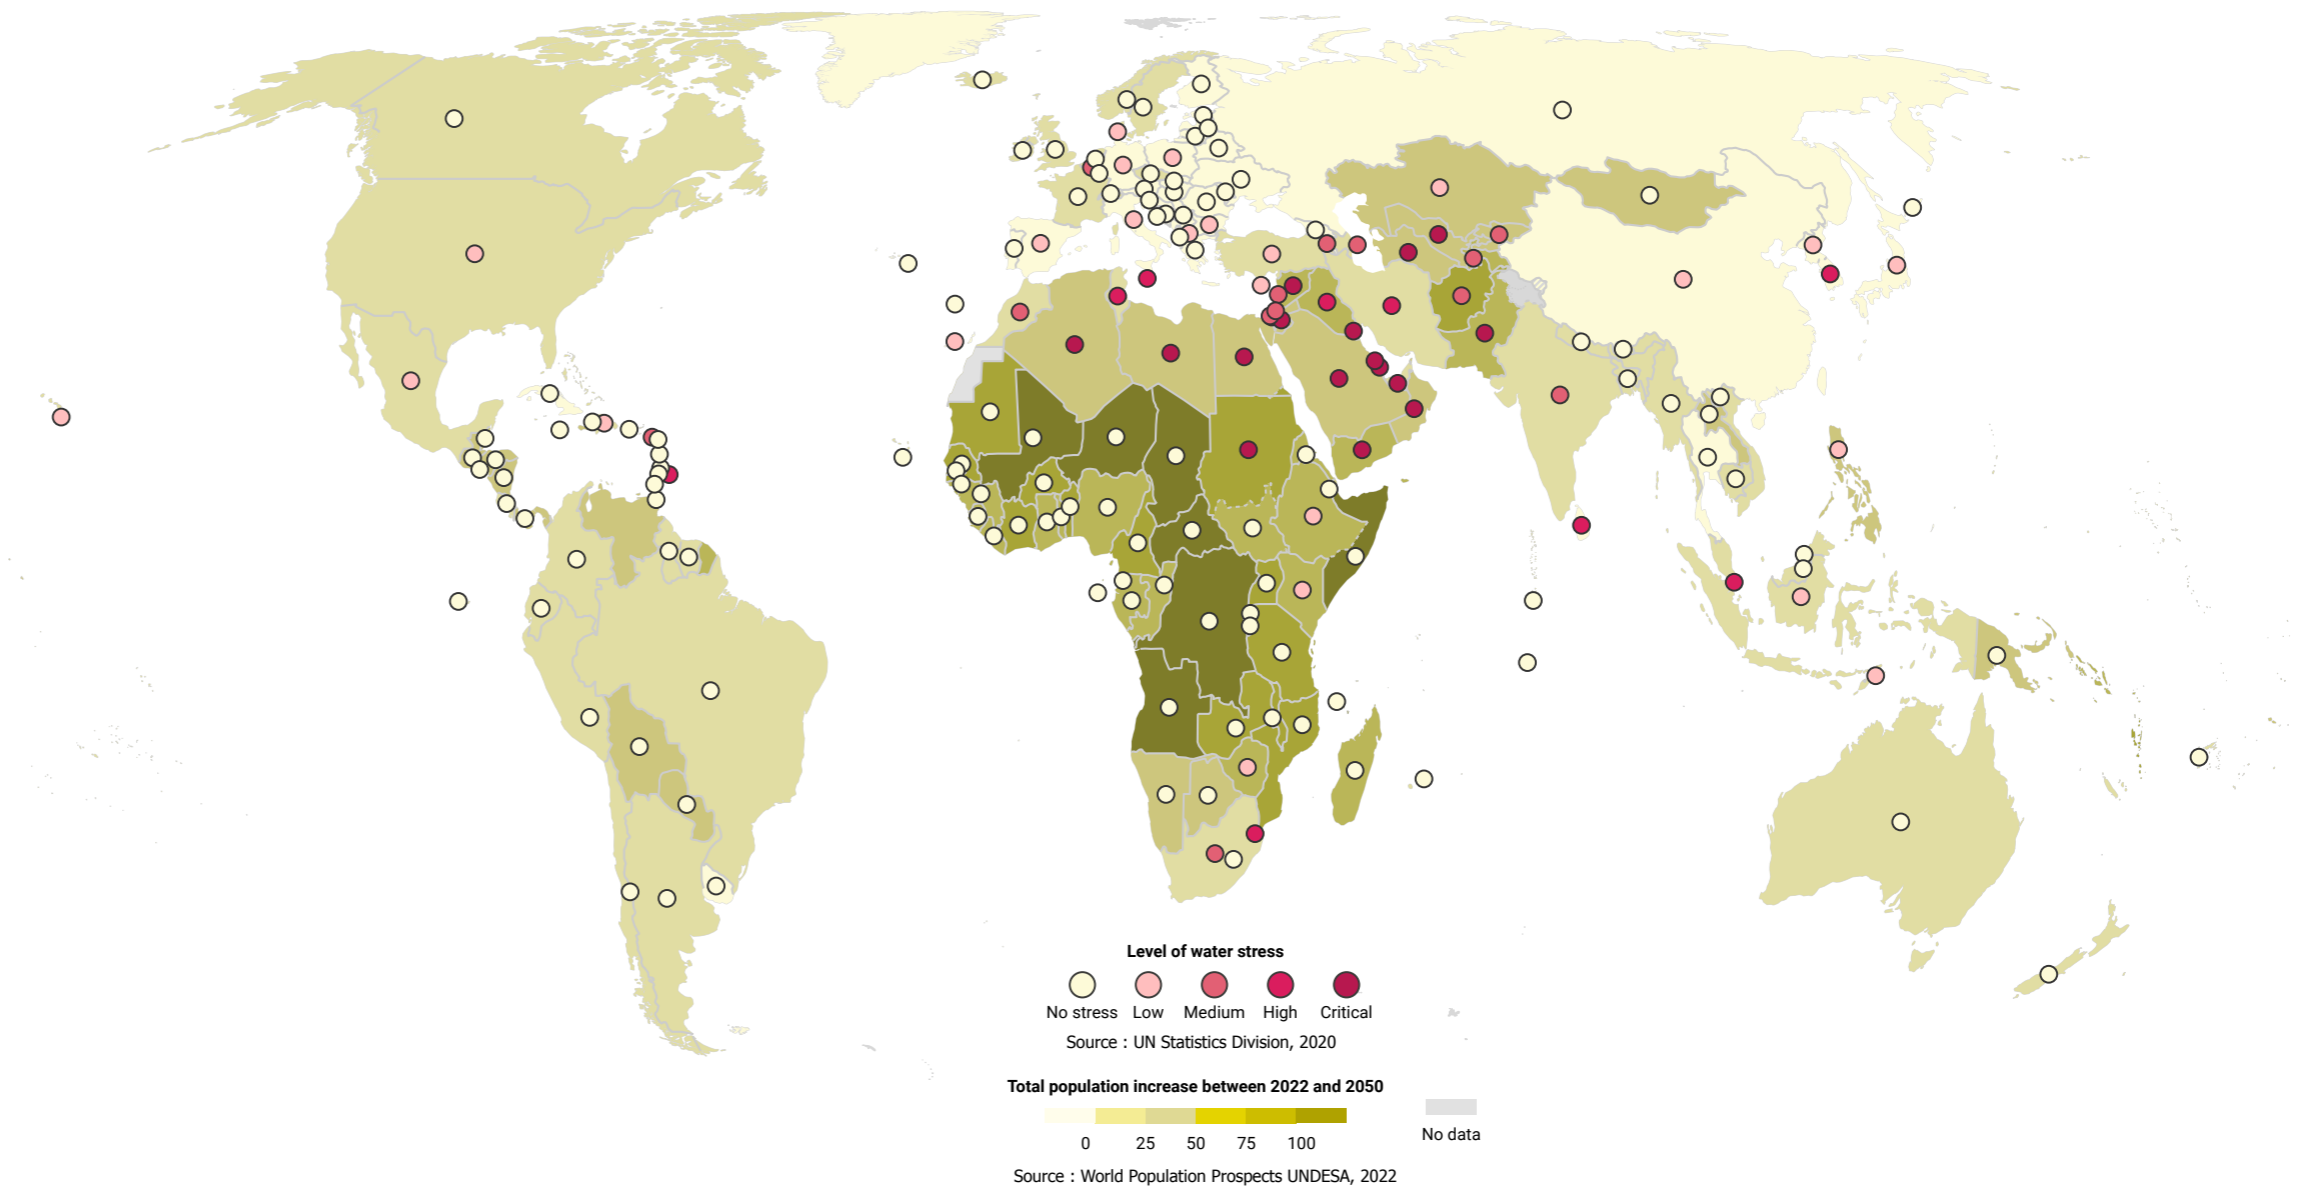 Level of water stress
No stress Low Medium High Critical
Source : UN Statistics Division, 2020
Total population increase between 2022 and 2050
0 25 50 75 100
No data
Source : World Population Prospects UNDESA, 2022